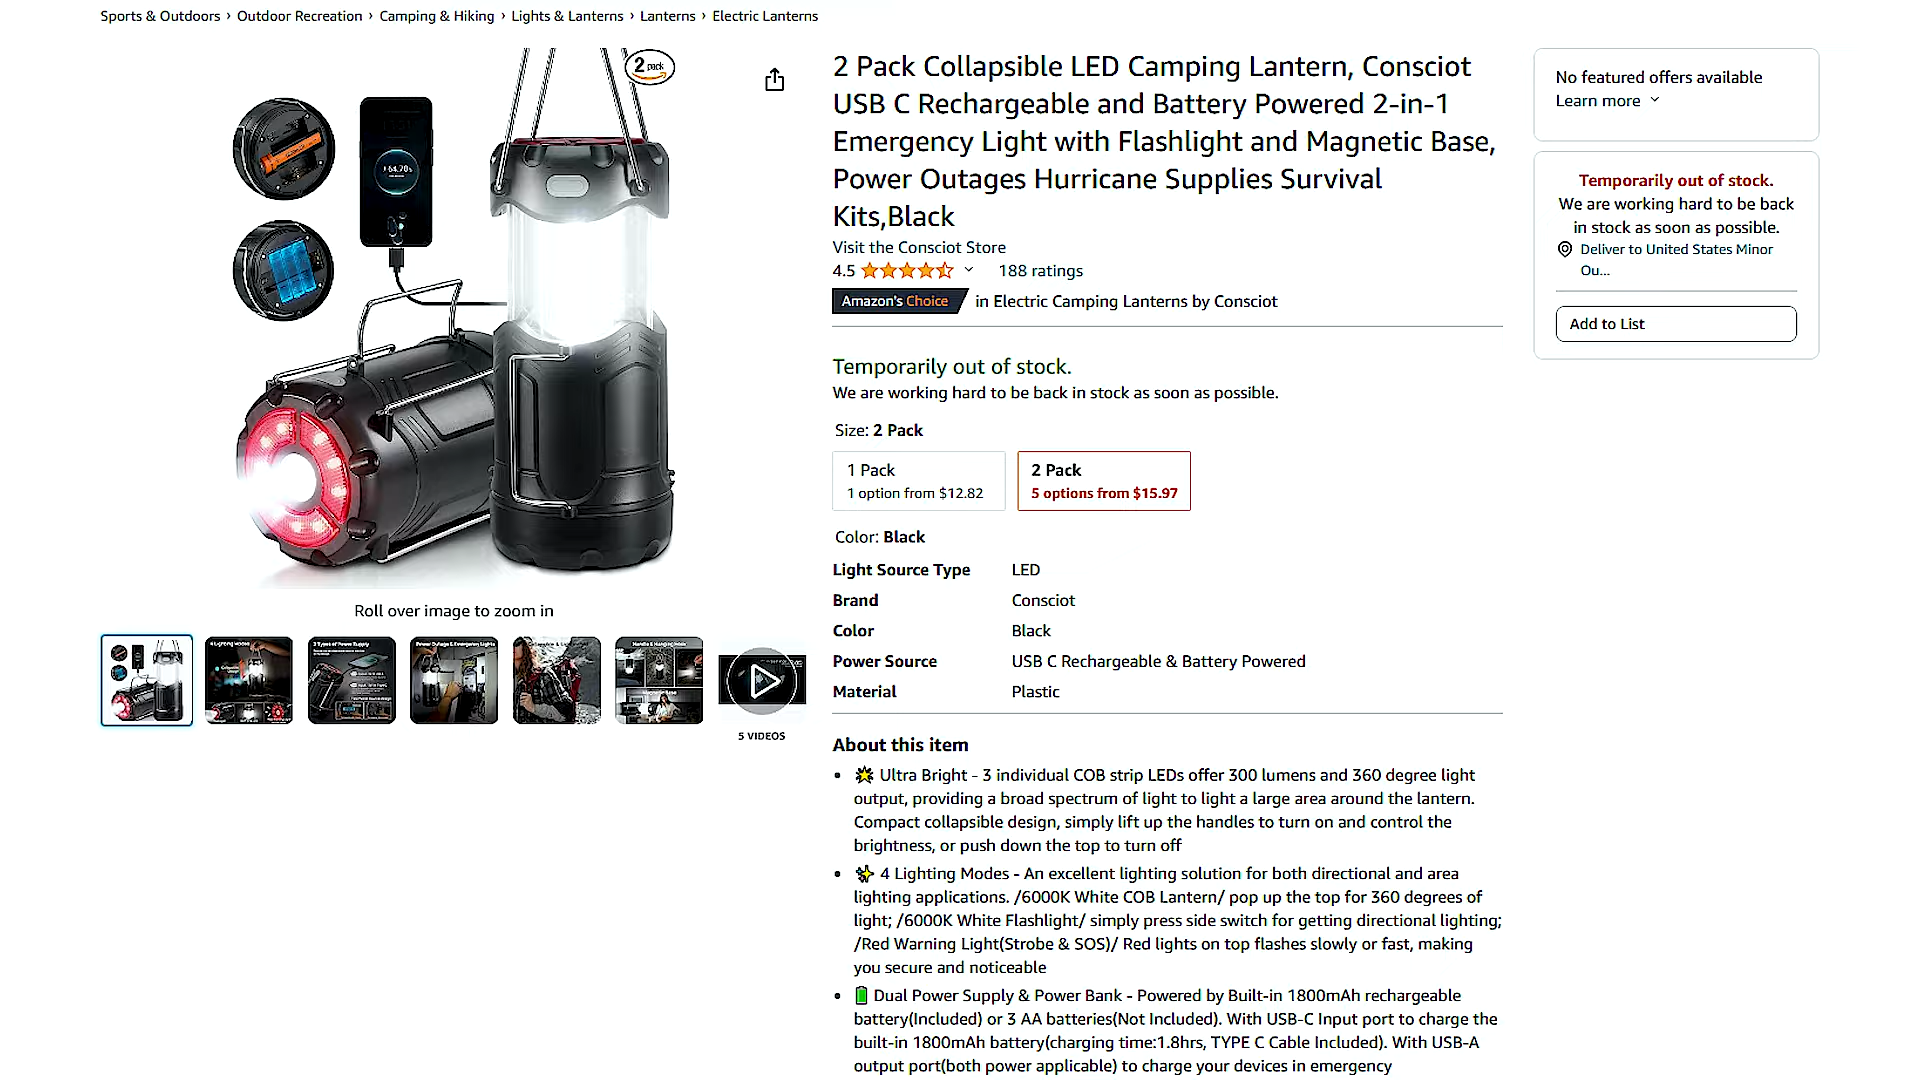 Sports & Outdoors › Outdoor Recreation › Camping & Hiking › Lights & Lanterns › Lanterns › Electric Lanterns
2 pack
2 Pack Collapsible LED Camping Lantern, Consciot
USB C Rechargeable and Battery Powered 2-in-1
Emergency Light with Flashlight and Magnetic Base,
Power Outages Hurricane Supplies Survival
Kits,Black
Visit the Consciot Store
4.5 188 ratings
Amazon's Choice in Electric Camping Lanterns by Consciot
Temporarily out of stock.
We are working hard to be back in stock as soon as possible.
Size: 2 Pack
1 Pack
1 option from $12.82
2 Pack
5 options from $15.97
Color: Black
Light Source Type LED
Brand Consciot
Color Black
Power Source USB C Rechargeable & Battery Powered
Material Plastic
About this item
Ultra Bright - 3 individual COB strip LEDs offer 300 lumens and 360 degree light
output, providing a broad spectrum of light to light a large area around the lantern.
Compact collapsible design, simply lift up the handles to turn on and control the
brightness, or push down the top to turn off
4 Lighting Modes - An excellent lighting solution for both directional and area
lighting applications. /6000K White COB Lantern/ pop up the top for 360 degrees of
light; /6000K White Flashlight/ simply press side switch for getting directional lighting;
/Red Warning Light(Strobe & SOS)/ Red lights on top flashes slowly or fast, making
you secure and noticeable
Dual Power Supply & Power Bank - Powered by Built-in 1800mAh rechargeable
battery(Included) or 3 AA batteries(Not Included). With USB-C Input port to charge the
built-in 1800mAh battery(charging time:1.8hrs, TYPE C Cable Included). With USB-A
output port(both power applicable) to charge your devices in emergency
Roll over image to zoom in
5 VIDEOS
No featured offers available
Learn more
Temporarily out of stock.
We are working hard to be back
in stock as soon as possible.
Deliver to United States Minor
Ou...
Add to List